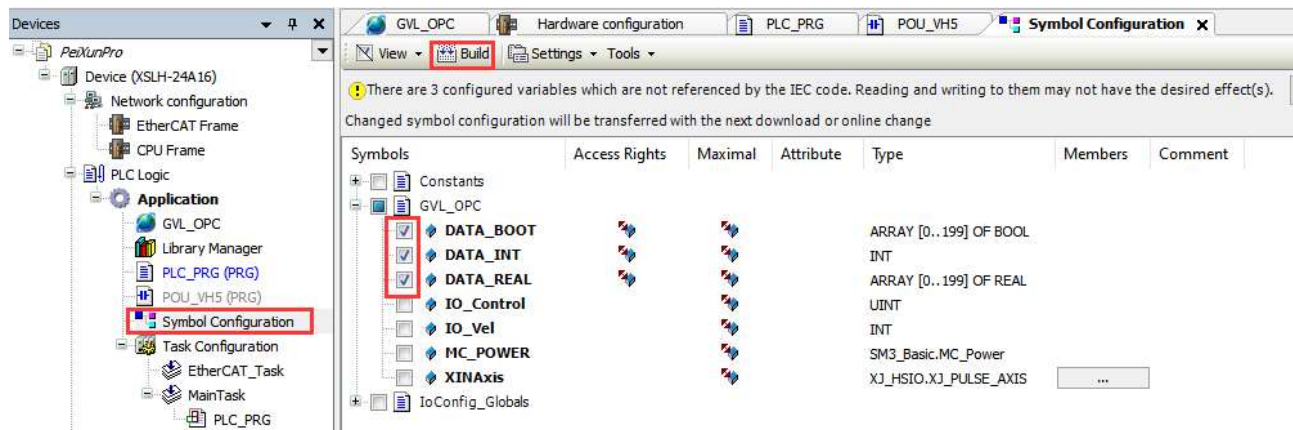 Devices
PeiXunPro
Device (XSLH-24A16)
Network configuration
EtherCAT Frame
CPU Frame
PLC Logic
Application
GVL_OPC
Library Manager
PLC_PRG (PRG)
POU_VH5 (PRG)
Symbol Configuration
Task Configuration
EtherCAT_Task
MainTask
PLC_PRG
GVL_OPC Hardware configuration PLC_PRG POU_VH5 Symbol Configuration
View Build Settings Tools
There are 3 configured variables which are not referenced by the IEC code. Reading and writing to them may not have the desired effect(s).
Changed symbol configuration will be transferred with the next download or online change
Symbols Access Rights Maximal Attribute Type Members Comment
Constants
GVL_OPC
DATA_BOOT ARRAY [0..199] OF BOOL
DATA_INT INT
DATA_REAL ARRAY [0..199] OF REAL
IO_Control UINT
IO_Vel INT
MC_POWER SM3_Basic.MC_Power
XINAxis XJ_HSIO.XJ_PULSE_AXIS ...
IoConfig_Globals